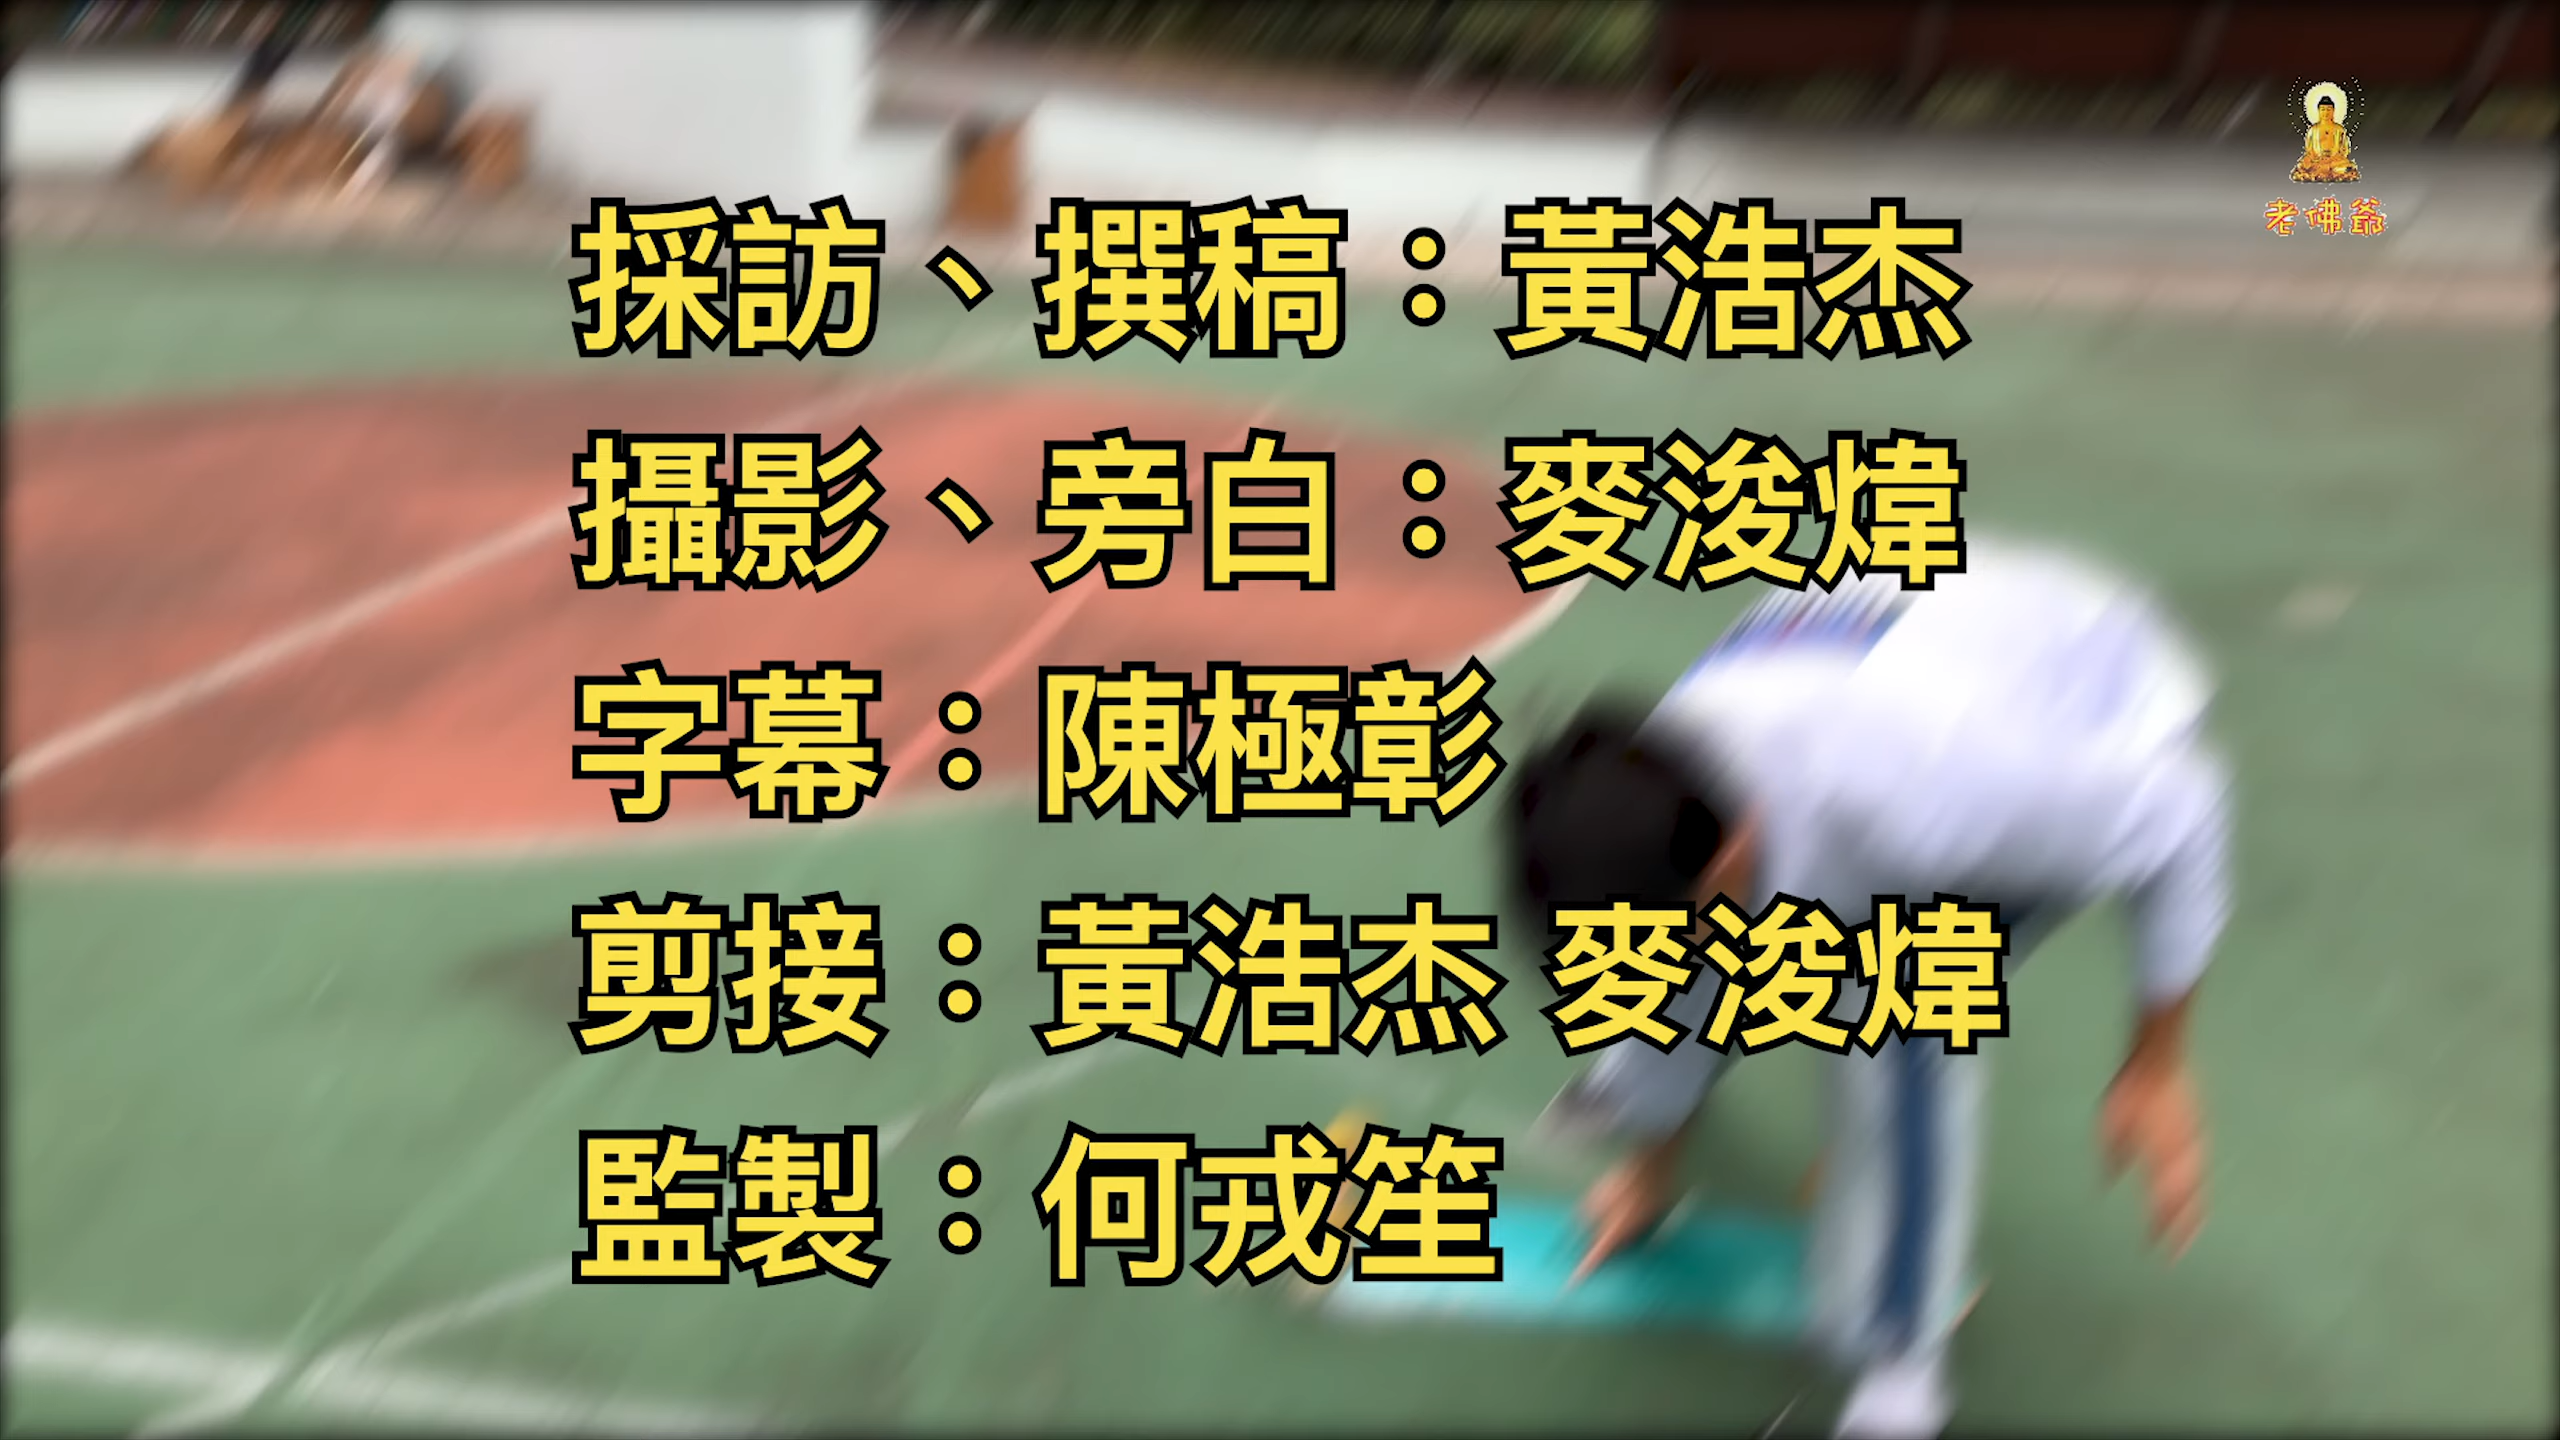 老佛爺
採訪、撰稿：黃浩杰
攝影、旁白：麥浚煒
字幕：陳極彰
剪接：黃浩杰 麥浚煒
監製：何戎笙